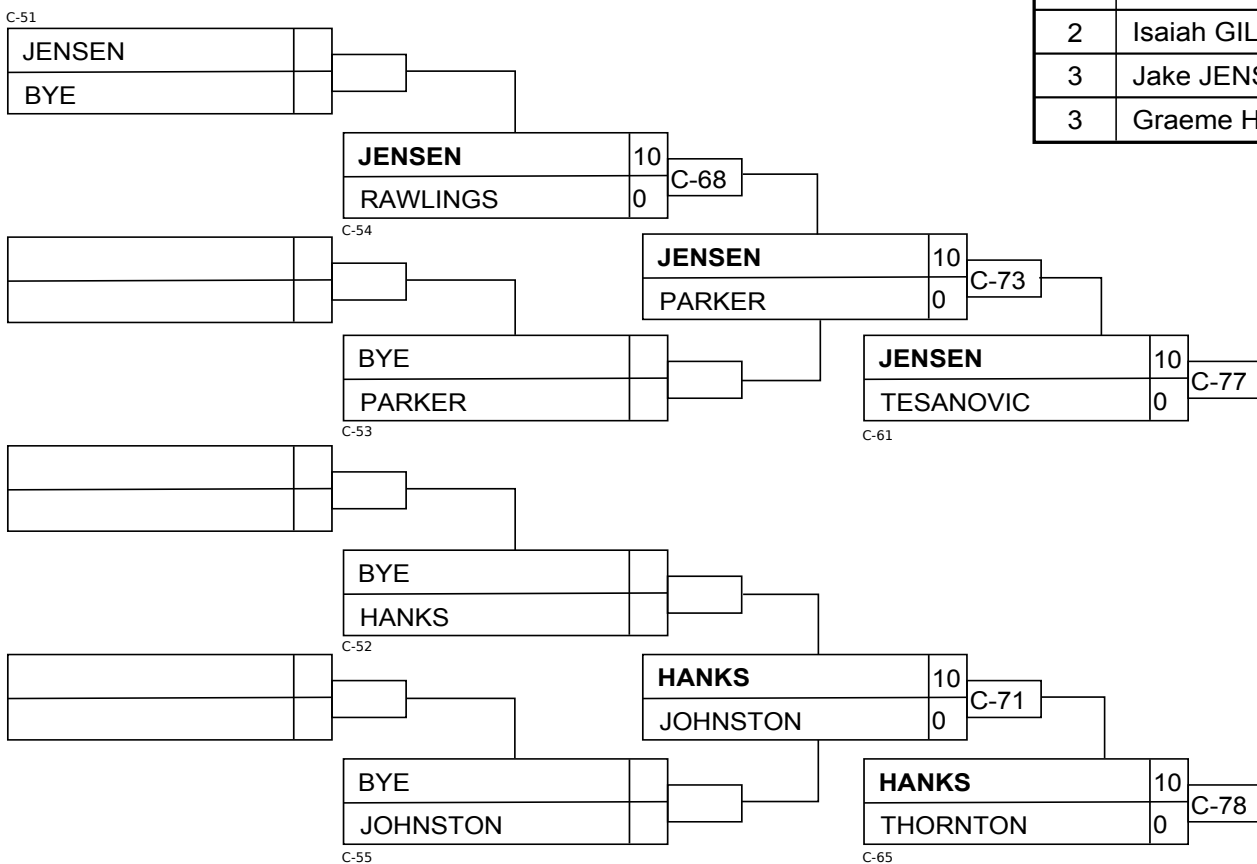 C-51
JENSEN
BYE
2 Isaiah GIL
3 Jake JENS
3 Graeme H
JENSEN 10
RAWLINGS 0
C-68
C-54
JENSEN 10
PARKER 0
C-73
BYE
PARKER
C-53
JENSEN 10
TESANOVIC 0
C-77
C-61
BYE
HANKS
C-52
HANKS 10
JOHNSTON 0
C-71
BYE
JOHNSTON
C-55
HANKS 10
THORNTON 0
C-78
C-65